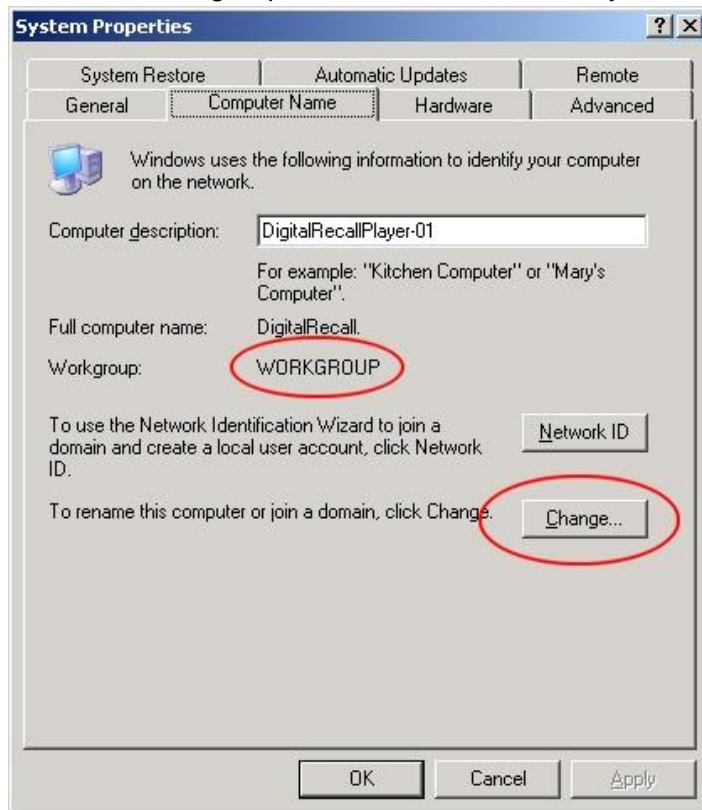 System Properties
?
X
System Restore
Automatic Updates
Remote
General
Computer Name
Hardware
Advanced
Windows uses the following information to identify your computer
on the network.
Computer description:
DigitalRecallPlayer-01
For example: "Kitchen Computer" or "Mary's
Computer".
Full computer name:
DigitalRecall.
Workgroup:
WORKGROUP
To use the Network Identification Wizard to join a
domain and create a local user account, click Network
ID.
Network ID
To rename this computer or join a domain, click Change.
Change...
OK
Cancel
Apply